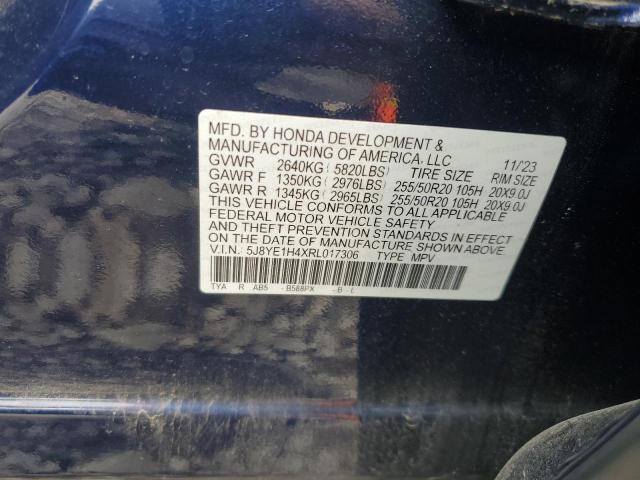 MFD. BY HONDA DEVELOPMENT &
MANUFACTURING OF AMERICA, LLC 11/23
GVWR 2640KG (5820LBS) TIRE SIZE RIM SIZE
GAWR F 1350KG (2976LBS) 255/50R20 105H 20X9.0J
GAWR R 1345KG (2965LBS) 255/50R20 105H 20X9.0J
THIS VEHICLE CONFORMS TO ALL APPLICABLE
FEDERAL MOTOR VEHICLE SAFETY
AND THEFT PREVENTION STANDARDS IN EFFECT
ON THE DATE OF MANUFACTURE SHOWN ABOVE.
V.I.N.: 5J8YE1H4XRL017306 TYPE MPV
TYA R AB5 - B588PX - B -